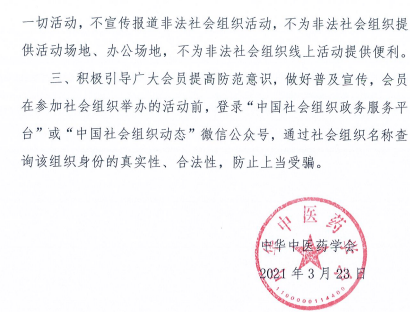 一切活动，不宣传报道非法社会组织活动，不为非法社会组织提
供活动场地、办公场地，不为非法社会组织线上活动提供便利。
三、积极引导广大会员提高防范意识，做好普及宣传，会员
在参加社会组织举办的活动前，登录“中国社会组织政务服务平
台”或“中国社会组织动态”微信公众号，通过社会组织名称查
询该组织身份的真实性、合法性，防止上当受骗。
中华中医药学会
中华中医药学会
2021 年 3 月 23 日